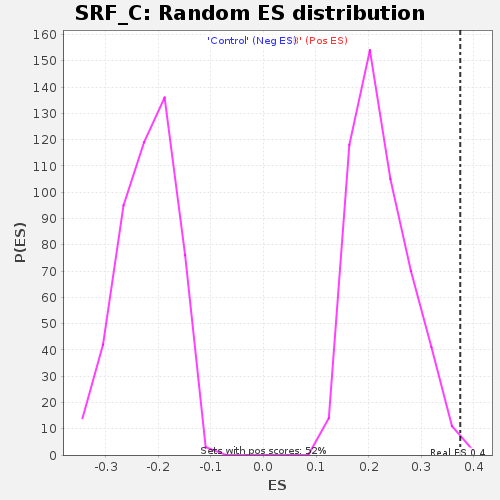 SRF_C: Random ES distribution
'Control' (Neg ES) (Pos ES)
160
150
140
130
120
110
100
90
80
70
60
50
40
30
20
10
0
P(ES)
Sets with pos scores: 52%
Real ES 0.4
-0.3 -0.2 -0.1 0.0 0.1 0.2 0.3 0.4
ES